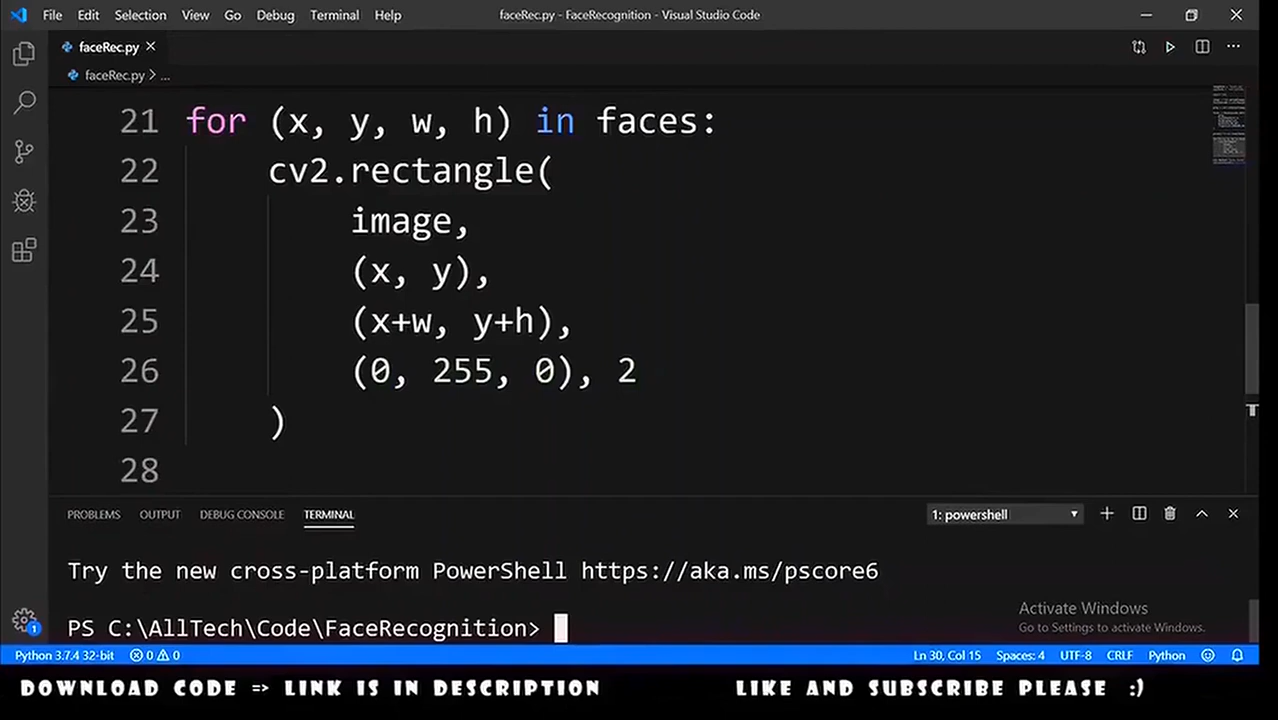 File Edit Selection View Go Debug Terminal Help faceRec.py - FaceRecognition - Visual Studio Code
faceRec.py
faceRec.py > ...
21 for (x, y, w, h) in faces:
22 cv2.rectangle(
23 image,
24 (x, y),
25 (x+w, y+h),
26 (0, 255, 0), 2
27 )
28
PROBLEMS OUTPUT DEBUG CONSOLE TERMINAL 1: powershell
Try the new cross-platform PowerShell https://aka.ms/pscore6
PS C:\AllTech\Code\FaceRecognition>
Activate Windows
Go to Settings to activate Windows.
1
Python 3.7.4 32-bit 0 0 Ln 30, Col 15 Spaces: 4 UTF-8 CRLF Python
DOWNLOAD CODE => LINK IS IN DESCRIPTION LIKE AND SUBSCRIBE PLEASE :)